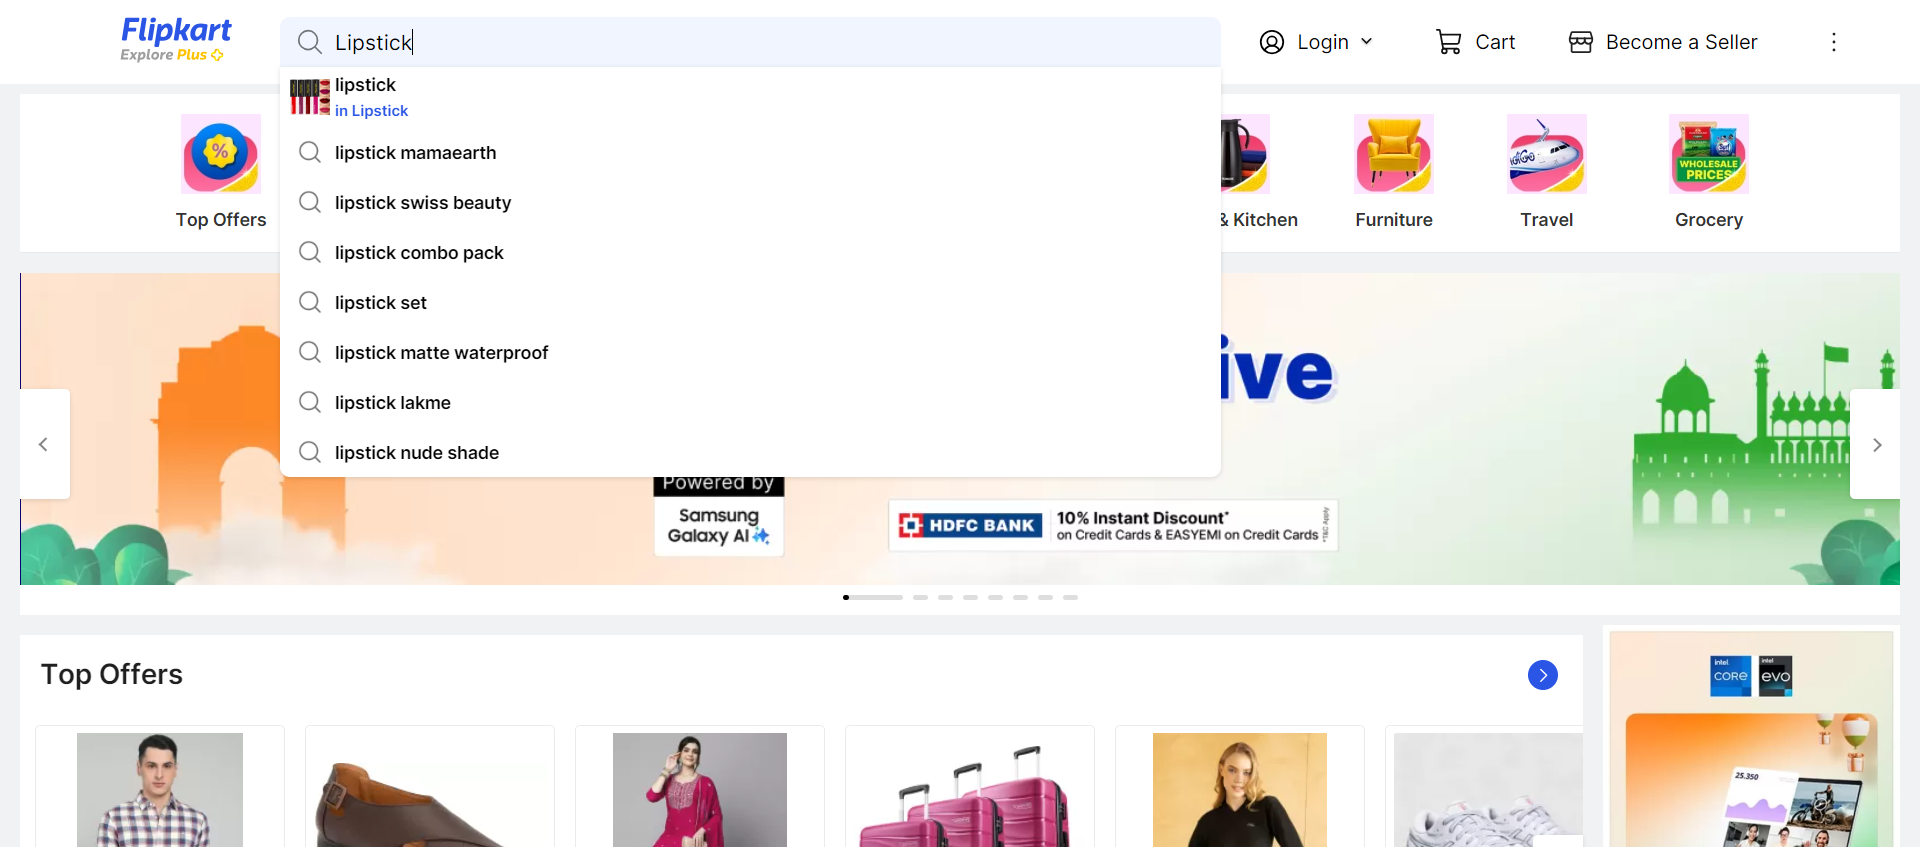 Flipkart
Explore Plus
Lipstick
Login
Cart
Become a Seller
lipstick
in Lipstick
lipstick mamaearth
lipstick swiss beauty
lipstick combo pack
lipstick set
lipstick matte waterproof
lipstick lakme
lipstick nude shade
%
Top Offers
& Kitchen
Furniture
Travel
WHOLESALE
PRICES
Grocery
ive
Powered by
Samsung
Galaxy AI
HDFC BANK
10% Instant Discount*
on Credit Cards & EASYEMI on Credit Cards
*T&C Apply
Top Offers
intel
CORE
intel
evo
25.350